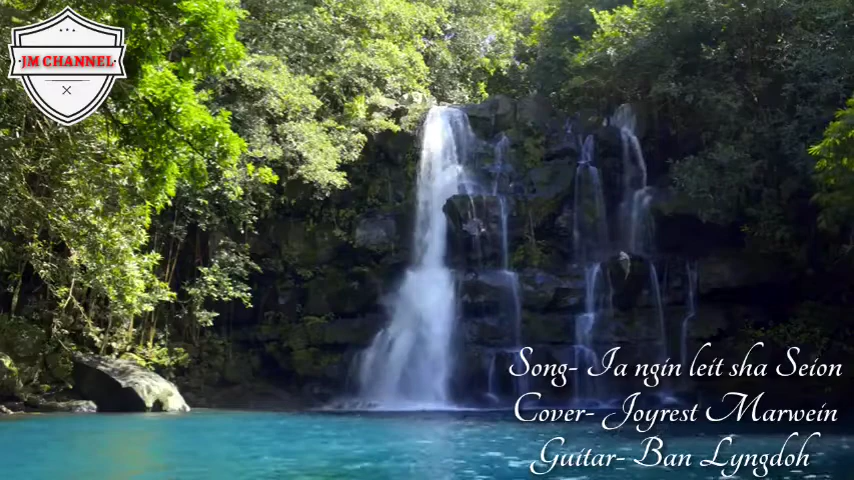 JM CHANNEL
Song- Ia ngin leit sha Seion
Cover- Joyrest Marwein
Guitar- Ban Lyngdoh